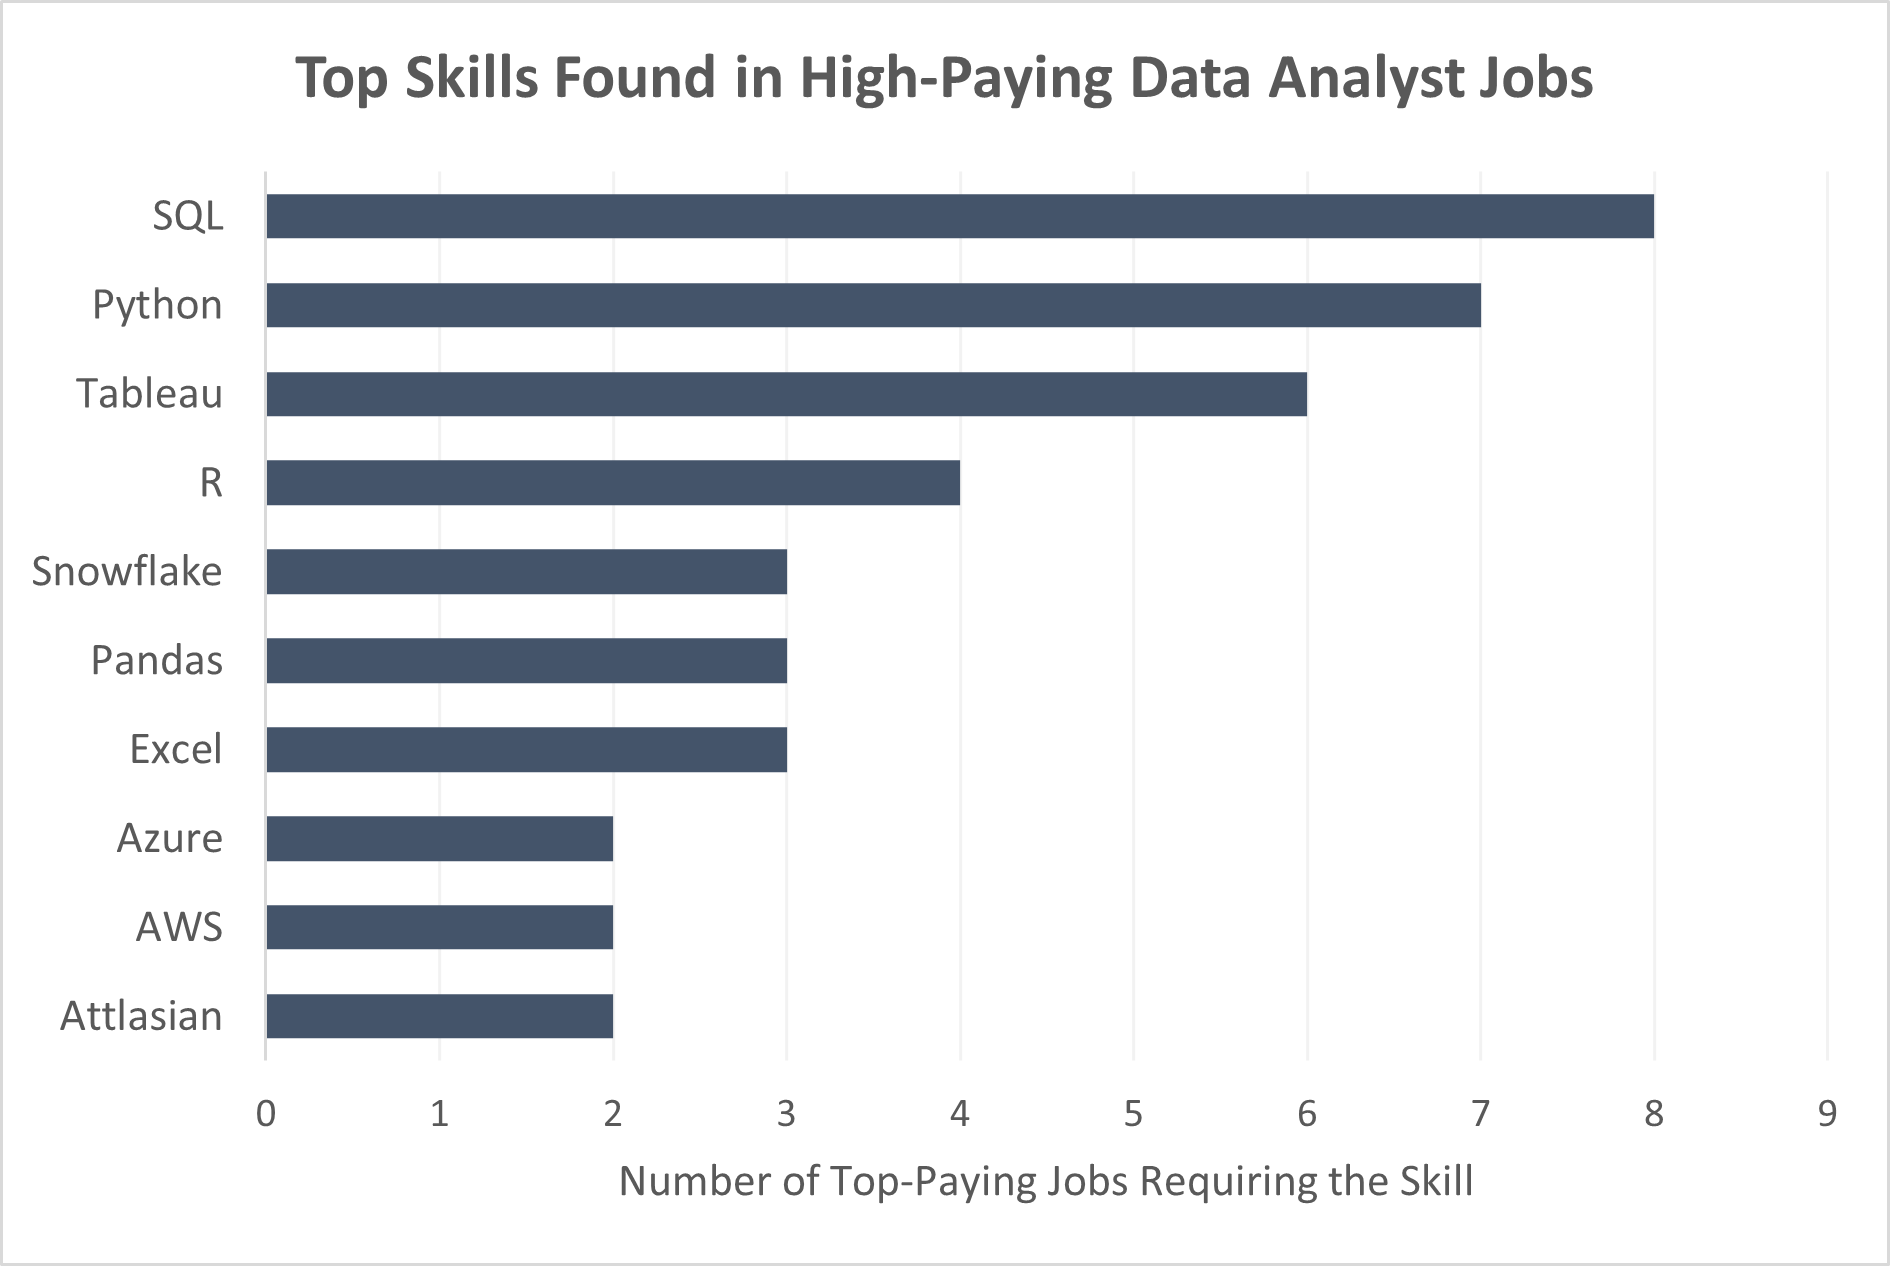 Top Skills Found in High-Paying Data Analyst Jobs
SQL
Python
Tableau
R
Snowflake
Pandas
Excel
Azure
AWS
Attlasian
0 1 2 3 4 5 6 7 8 9
Number of Top-Paying Jobs Requiring the Skill